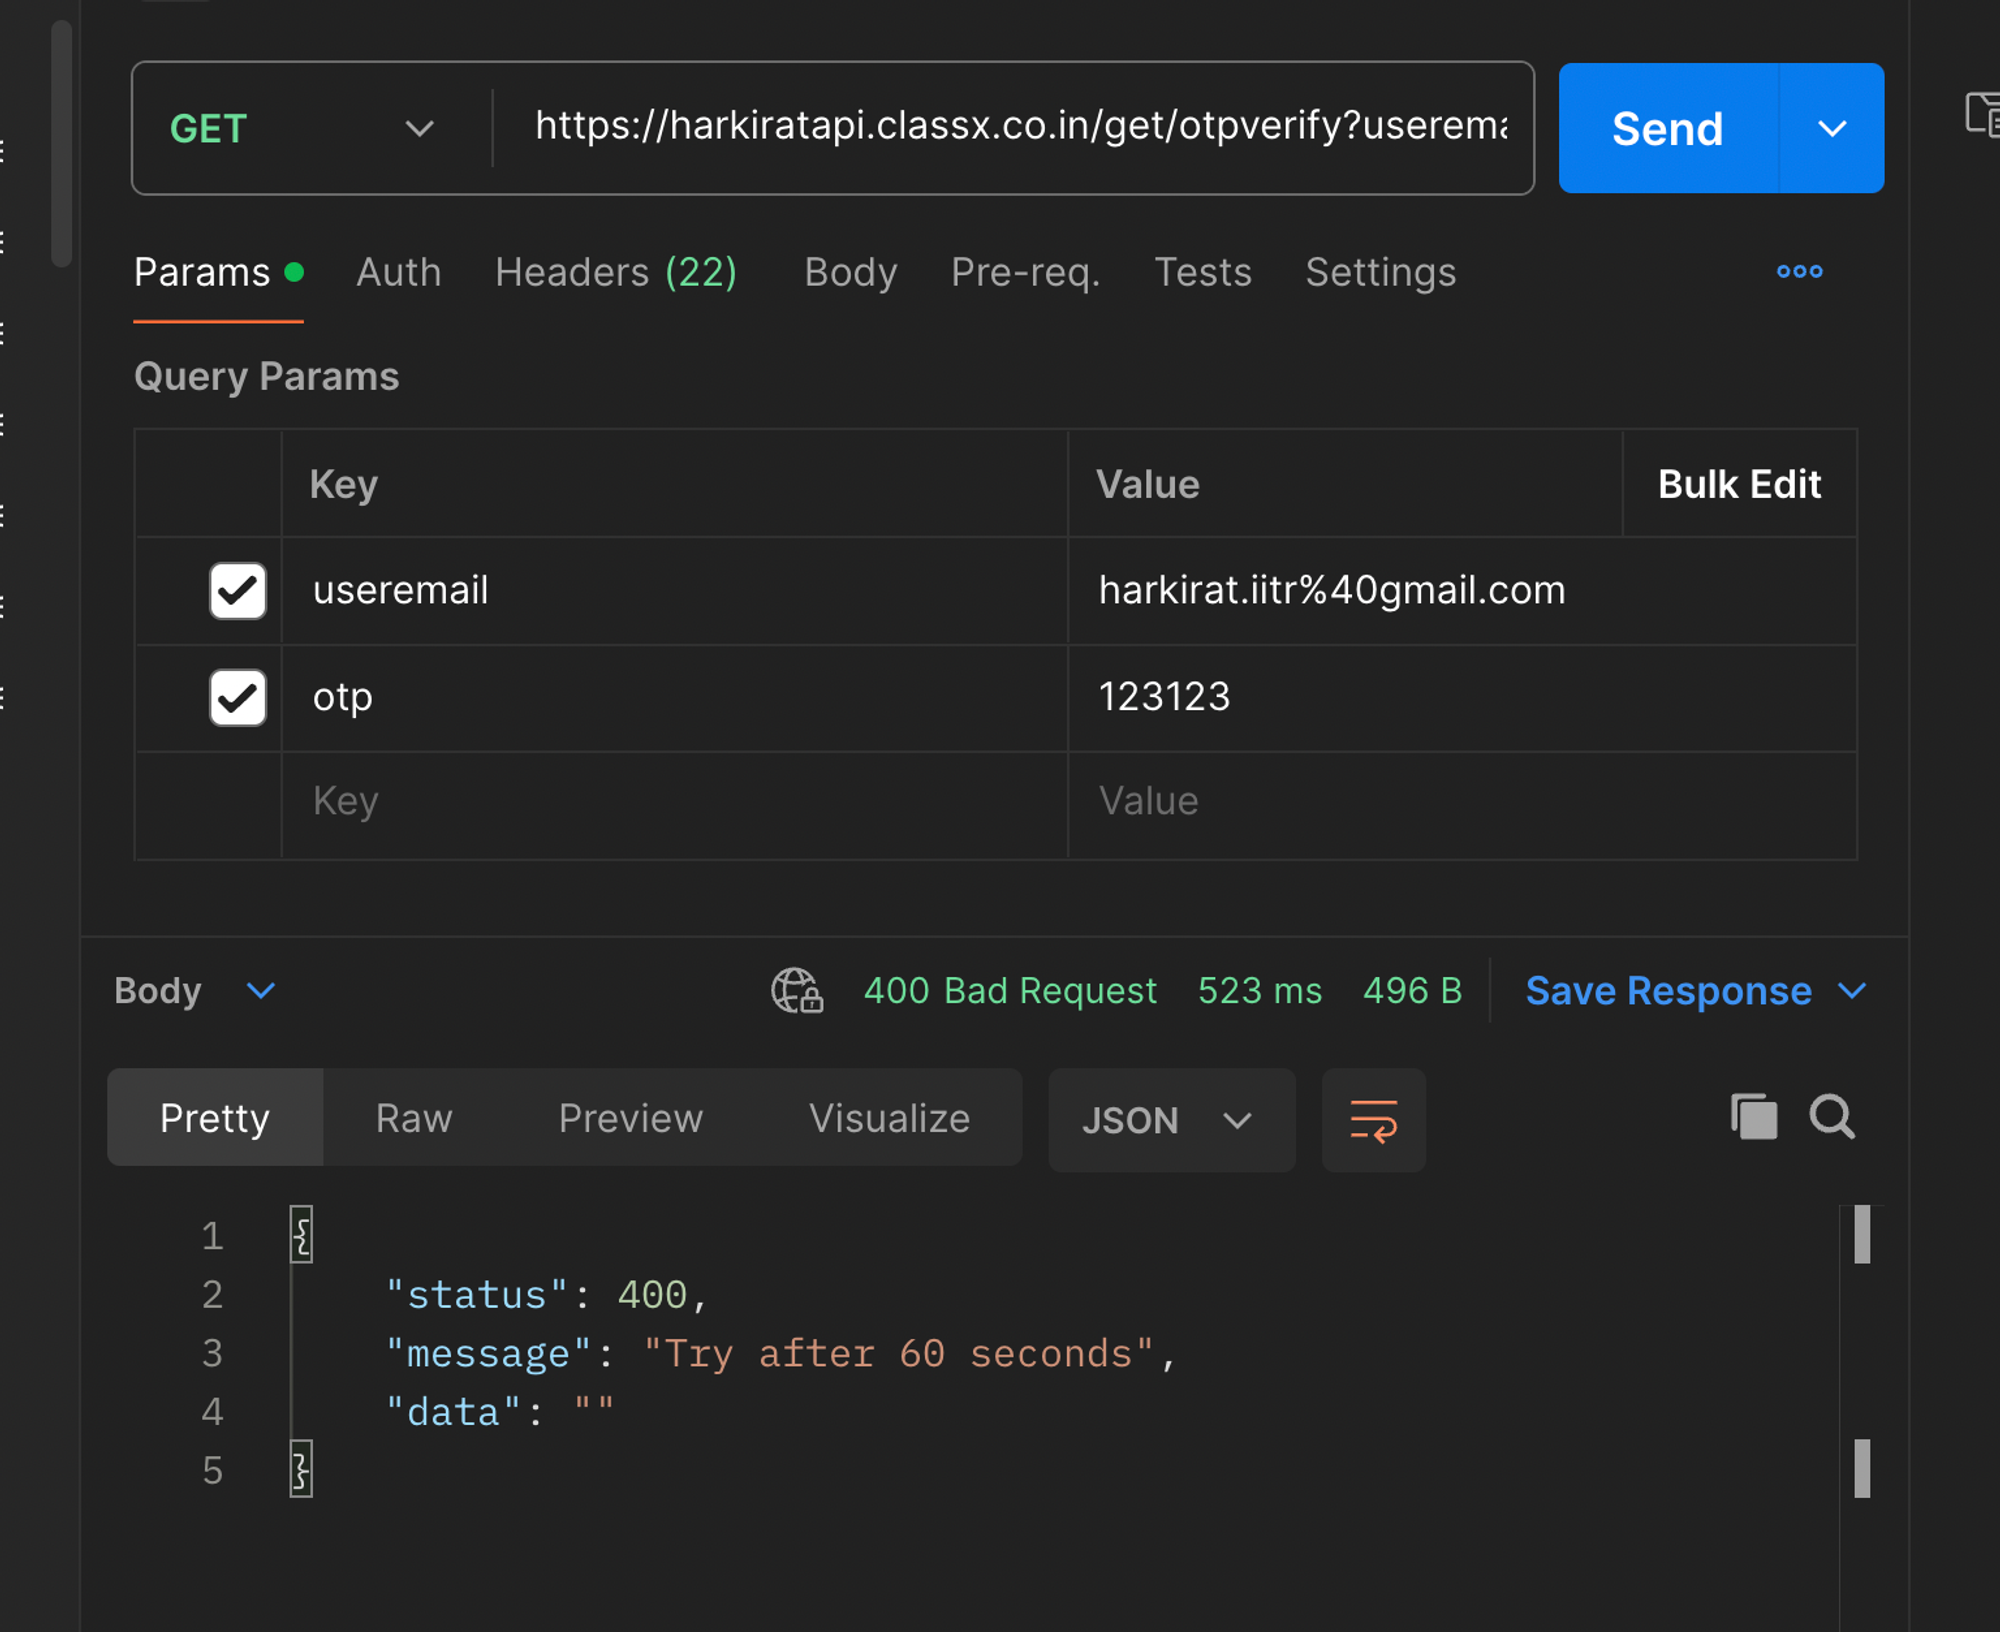 GET https://harkiratapi.classx.co.in/get/otpverify?userema Send
Params Auth Headers (22) Body Pre-req. Tests Settings
Query Params
Key Value Bulk Edit
useremail harkirat.iitr%40gmail.com
otp 123123
Key Value
Body 400 Bad Request 523 ms 496 B Save Response
Pretty Raw Preview Visualize JSON
1 {
2 "status": 400,
3 "message": "Try after 60 seconds",
4 "data": ""
5 }